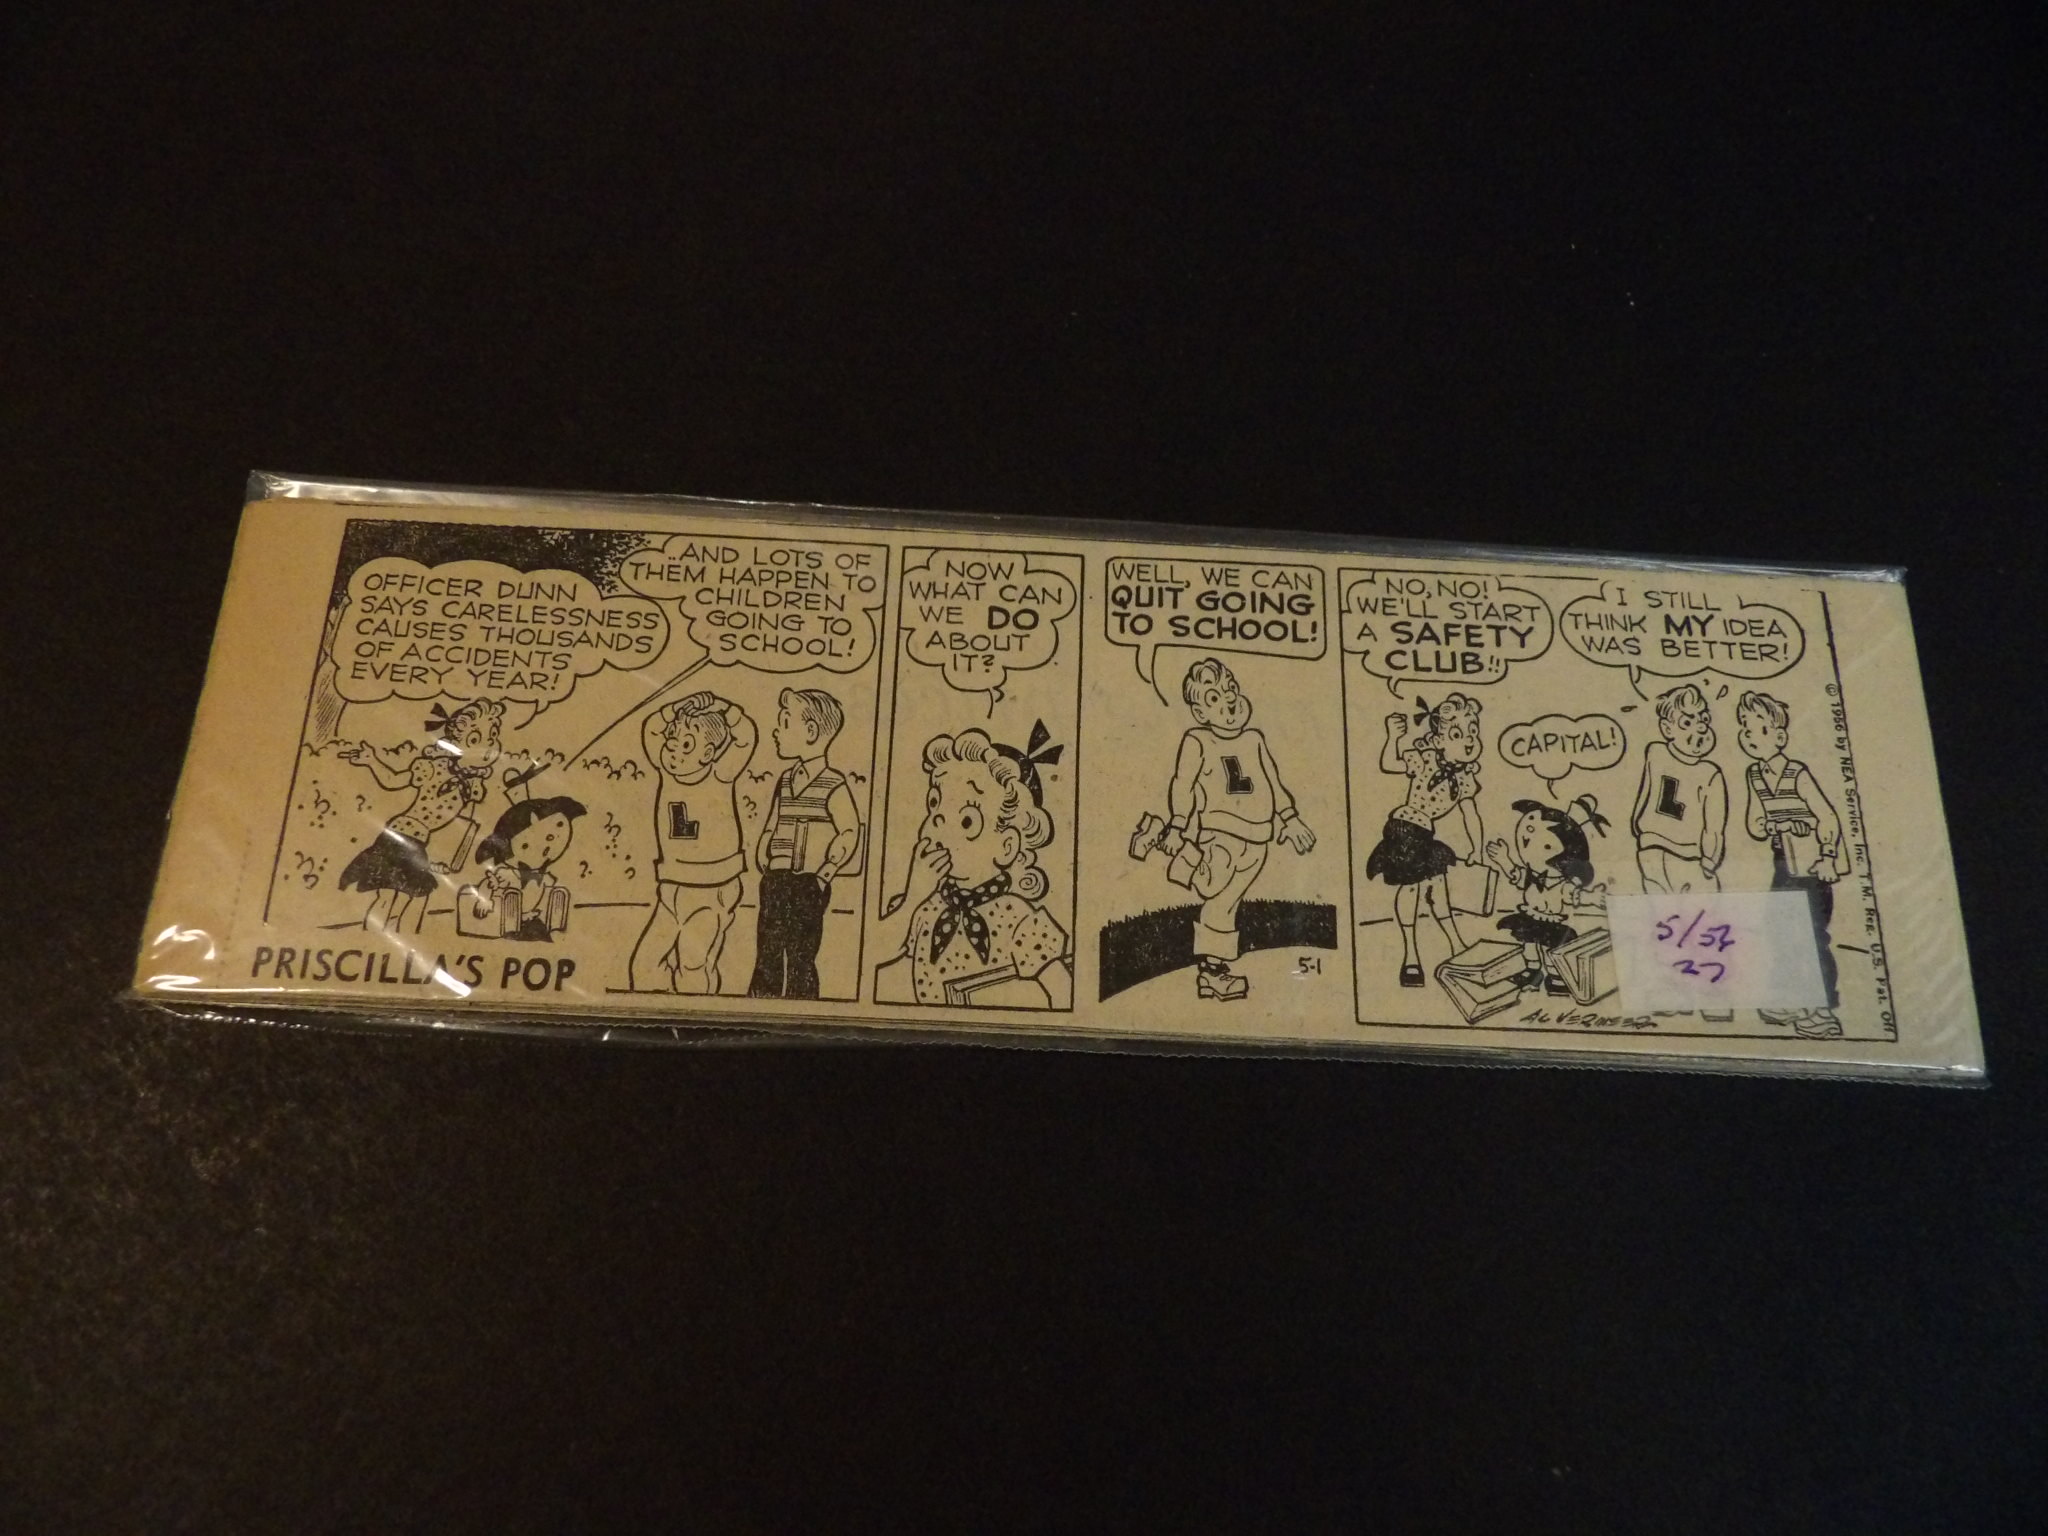 OFFICER DUNN
SAYS CARELESSNESS
CAUSES THOUSANDS
OF ACCIDENTS
EVERY YEAR!
..AND LOTS OF
THEM HAPPEN TO
CHILDREN
GOING TO
SCHOOL!
L
PRISCILLA'S POP
NOW
WHAT CAN
WE DO
ABOUT
IT?
WELL, WE CAN
QUIT GOING
TO SCHOOL!
L
5-1
NO, NO!
WE'LL START
A SAFETY
CLUB!!
CAPITAL!
I STILL
THINK MY IDEA
WAS BETTER!
L
AL VERMEER
5/56
27
© 1956 by NEA Service, Inc. T.M. Reg. U.S. Pat. Off.